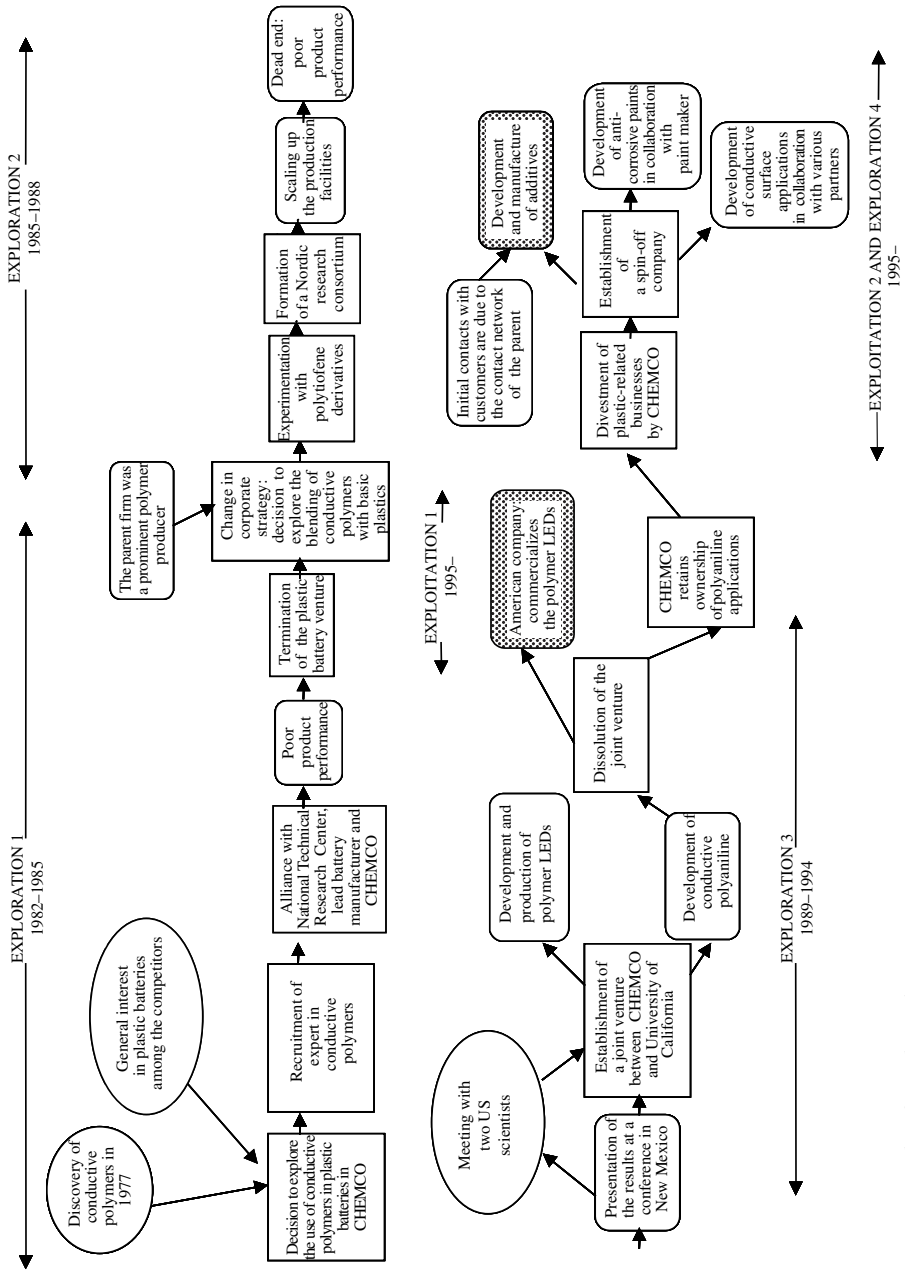 EXPLORATION 1
1982–1985
EXPLORATION 2
1985–1988
Discovery of
conductive
polymers in
1977
General interest
in plastic batteries
among the competitors
The parent firm was
a prominent polymer
producer
Decision to explore
the use of conductive
polymers in plastic
batteries in
CHEMCO
Recruitment of
expert in
conductive
polymers
Alliance with
National Technical
Research Center,
lead battery
manufacturer and
CHEMCO
Poor
product
performance
Termination
of the plastic
battery venture
Change in
corporate
strategy:
decision to
explore the
blending of
conductive
polymers
with basic
plastics
Experimentation
with
polytiofene
derivatives
Formation
of a Nordic
research
consortium
Scaling up
the production
facilities
Dead end:
poor
product
performance
EXPLOITATION 1
1995–
Meeting with
two US
scientists
Presentation of
the results at a
conference in
New Mexico
Establishment of
a joint venture
between CHEMCO
and University of
California
Development and
production of
polymer LEDs
Development of
conductive
polyaniline
Dissolution of the
joint venture
American company
commercializes
the polymer LEDs
CHEMCO
retains
ownership
of polyaniline
applications
Initial contacts with
customers are due to
the contact network
of the parent
Divestment of
plastic-related
businesses
by CHEMCO
Establishment
of
a spin-off
company
Development
and manufacture
of additives
Development
of anti-
corrosive paints
in collaboration
with
paint maker
Development
of conductive
surface
applications
in collaboration
with various
partners
EXPLORATION 3
1989–1994
EXPLOITATION 2 AND EXPLORATION 4
1995–